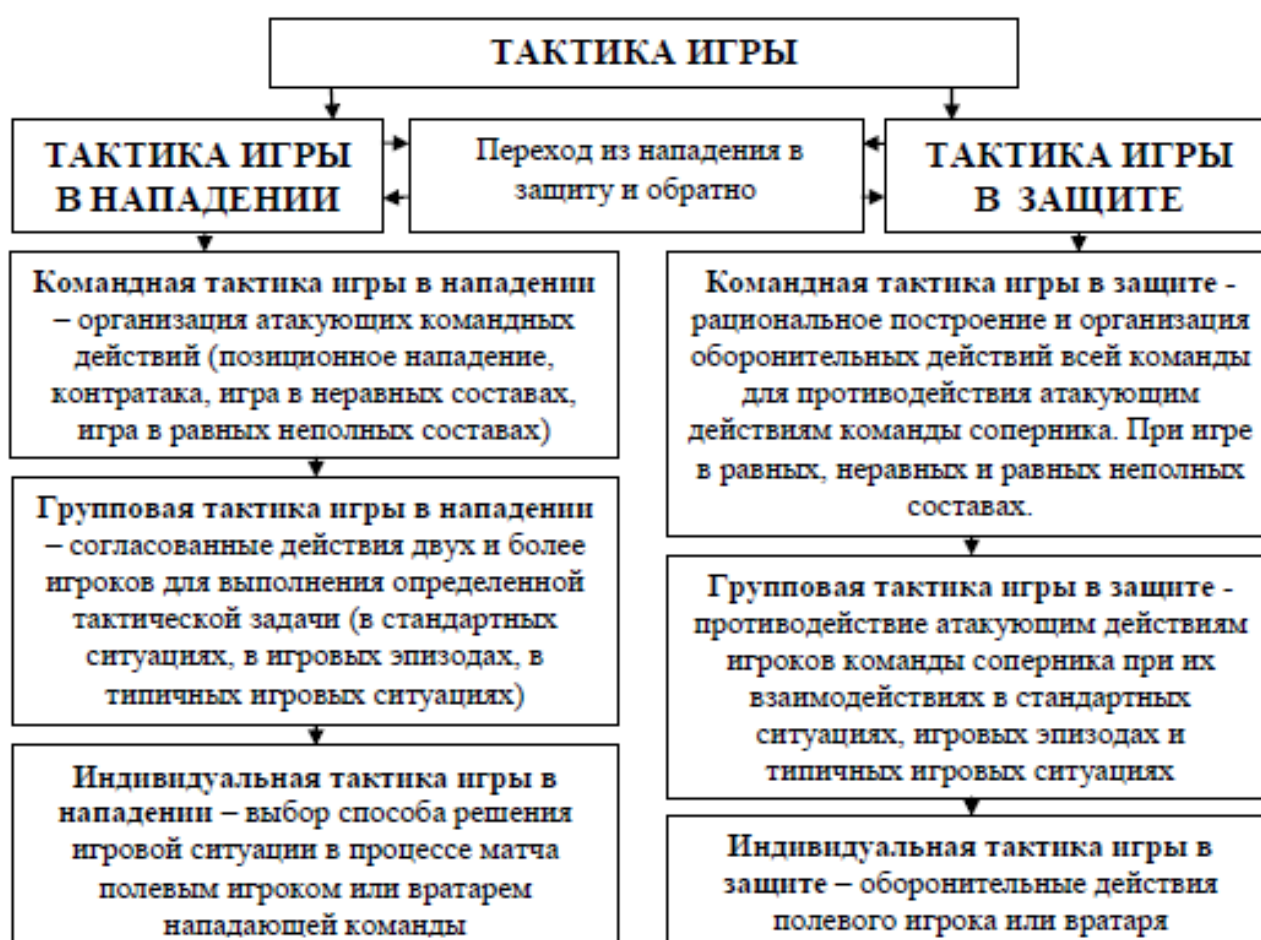 ТАКТИКА ИГРЫ
ТАКТИКА ИГРЫ
В НАПАДЕНИИ
Переход из нападения в
защиту и обратно
ТАКТИКА ИГРЫ
В ЗАЩИТЕ
Командная тактика игры в нападении
– организация атакующих командных
действий (позиционное нападение,
контратака, игра в неравных составах,
игра в равных неполных составах)
Групповая тактика игры в нападении
– согласованные действия двух и более
игроков для выполнения определенной
тактической задачи (в стандартных
ситуациях, в игровых эпизодах, в
типичных игровых ситуациях)
Индивидуальная тактика игры в
нападении – выбор способа решения
игровой ситуации в процессе матча
полевым игроком или вратарем
нападающей команды
Командная тактика игры в защите -
рациональное построение и организация
оборонительных действий всей команды
для противодействия атакующим
действиям команды соперника. При игре
в равных, неравных и равных неполных
составах.
Групповая тактика игры в защите -
противодействие атакующим действиям
игроков команды соперника при их
взаимодействиях в стандартных
ситуациях, игровых эпизодах и
типичных игровых ситуациях
Индивидуальная тактика игры в
защите – оборонительные действия
полевого игрока или вратаря